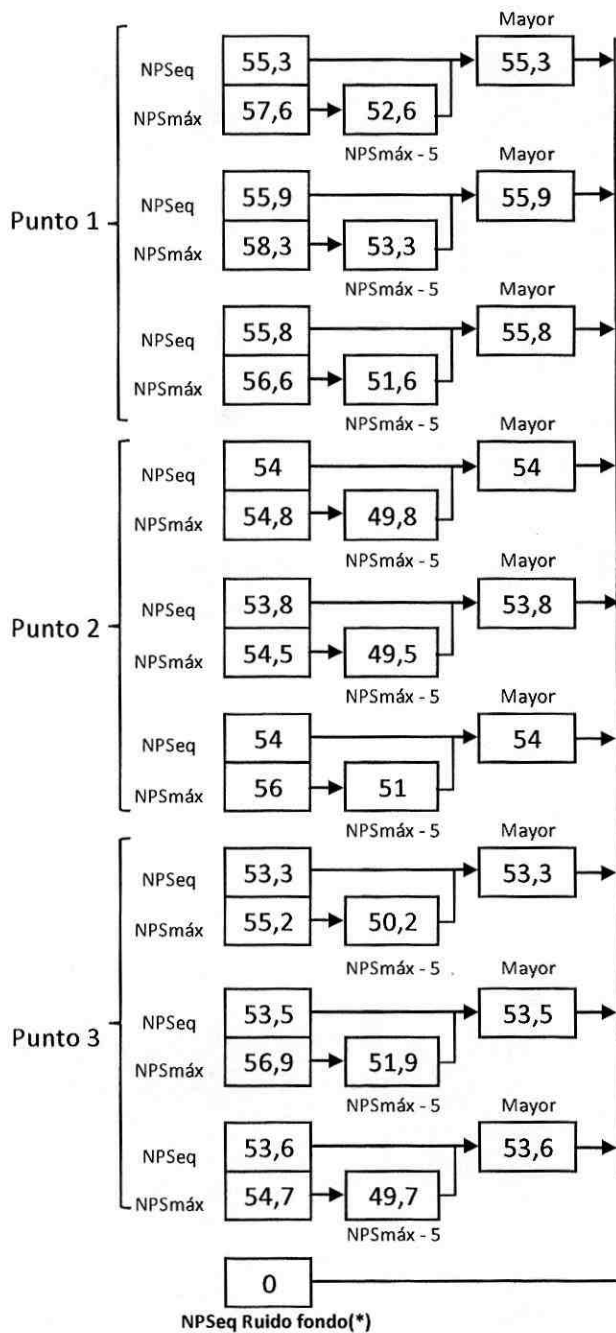 Mayor
NPSeq 55,3 55,3
NPSmáx 57,6 52,6
NPSmáx - 5 Mayor
NPSeq 55,9 55,9
Punto 1
NPSmáx 58,3 53,3
NPSmáx - 5 Mayor
NPSeq 55,8 55,8
NPSmáx 56,6 51,6
NPSmáx - 5 Mayor
NPSeq 54 54
NPSmáx 54,8 49,8
NPSmáx - 5 Mayor
NPSeq 53,8 53,8
Punto 2
NPSmáx 54,5 49,5
NPSmáx - 5 Mayor
NPSeq 54 54
NPSmáx 56 51
NPSmáx - 5 Mayor
NPSeq 53,3 53,3
NPSmáx 55,2 50,2
NPSmáx - 5 Mayor
NPSeq 53,5 53,5
Punto 3
NPSmáx 56,9 51,9
NPSmáx - 5 Mayor
NPSeq 53,6 53,6
NPSmáx 54,7 49,7
NPSmáx - 5
0
NPSeq Ruido fondo(*)